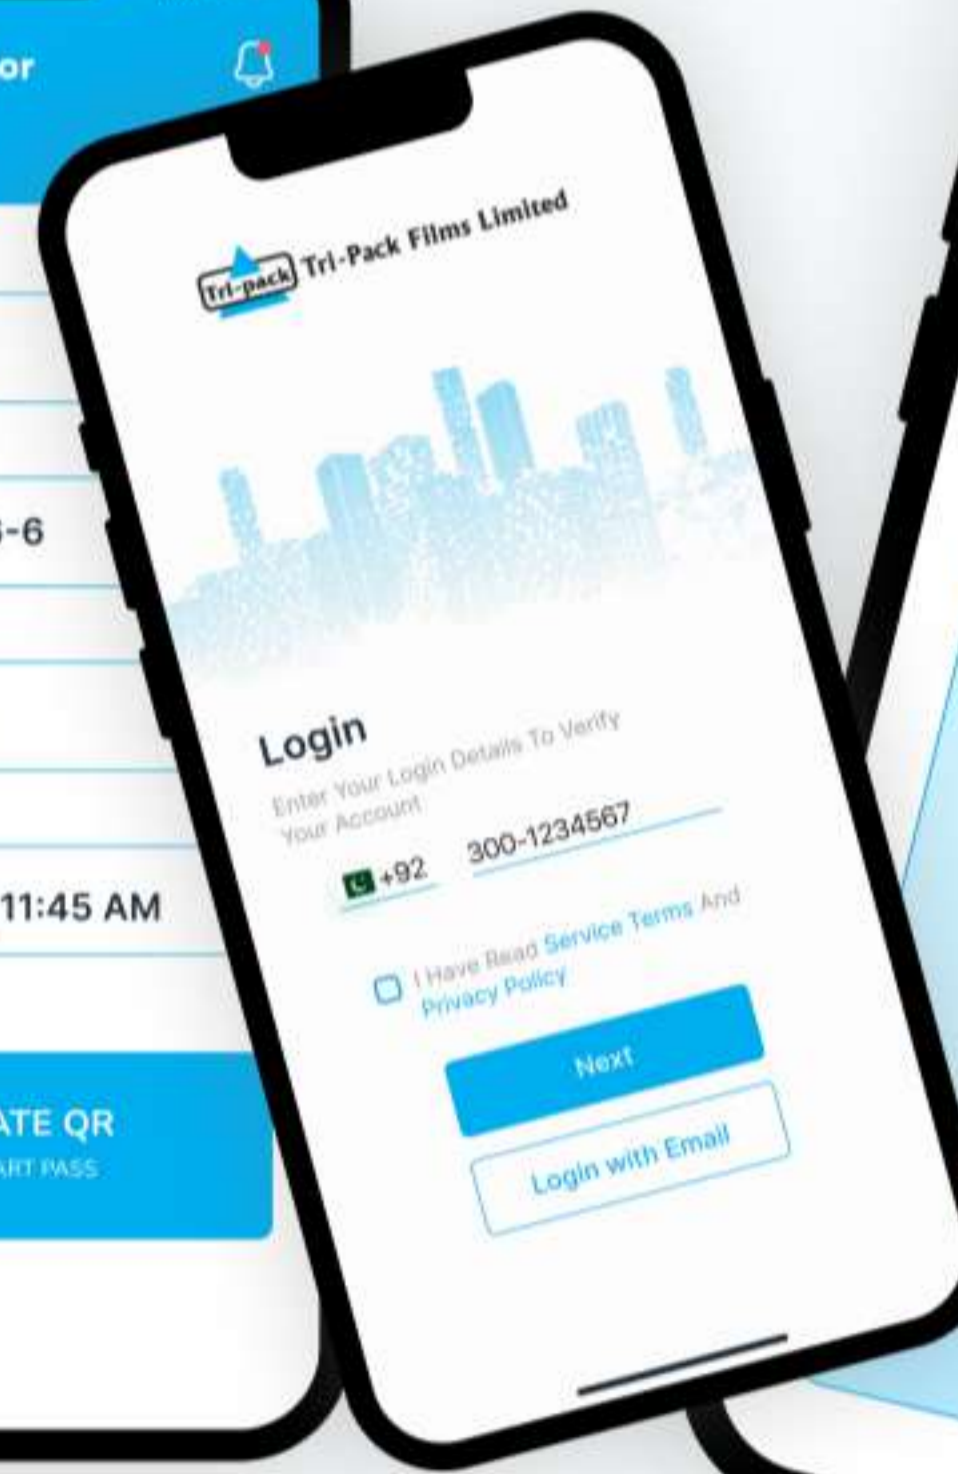 or
-6
11:45 AM
ATE QR
ART PASS
Tri-pack
Tri-Pack Films Limited
Login
Enter Your Login Details To Verify
Your Account
+92
300-1234567
I Have Read Service Terms And
Privacy Policy
Next
Login with Email